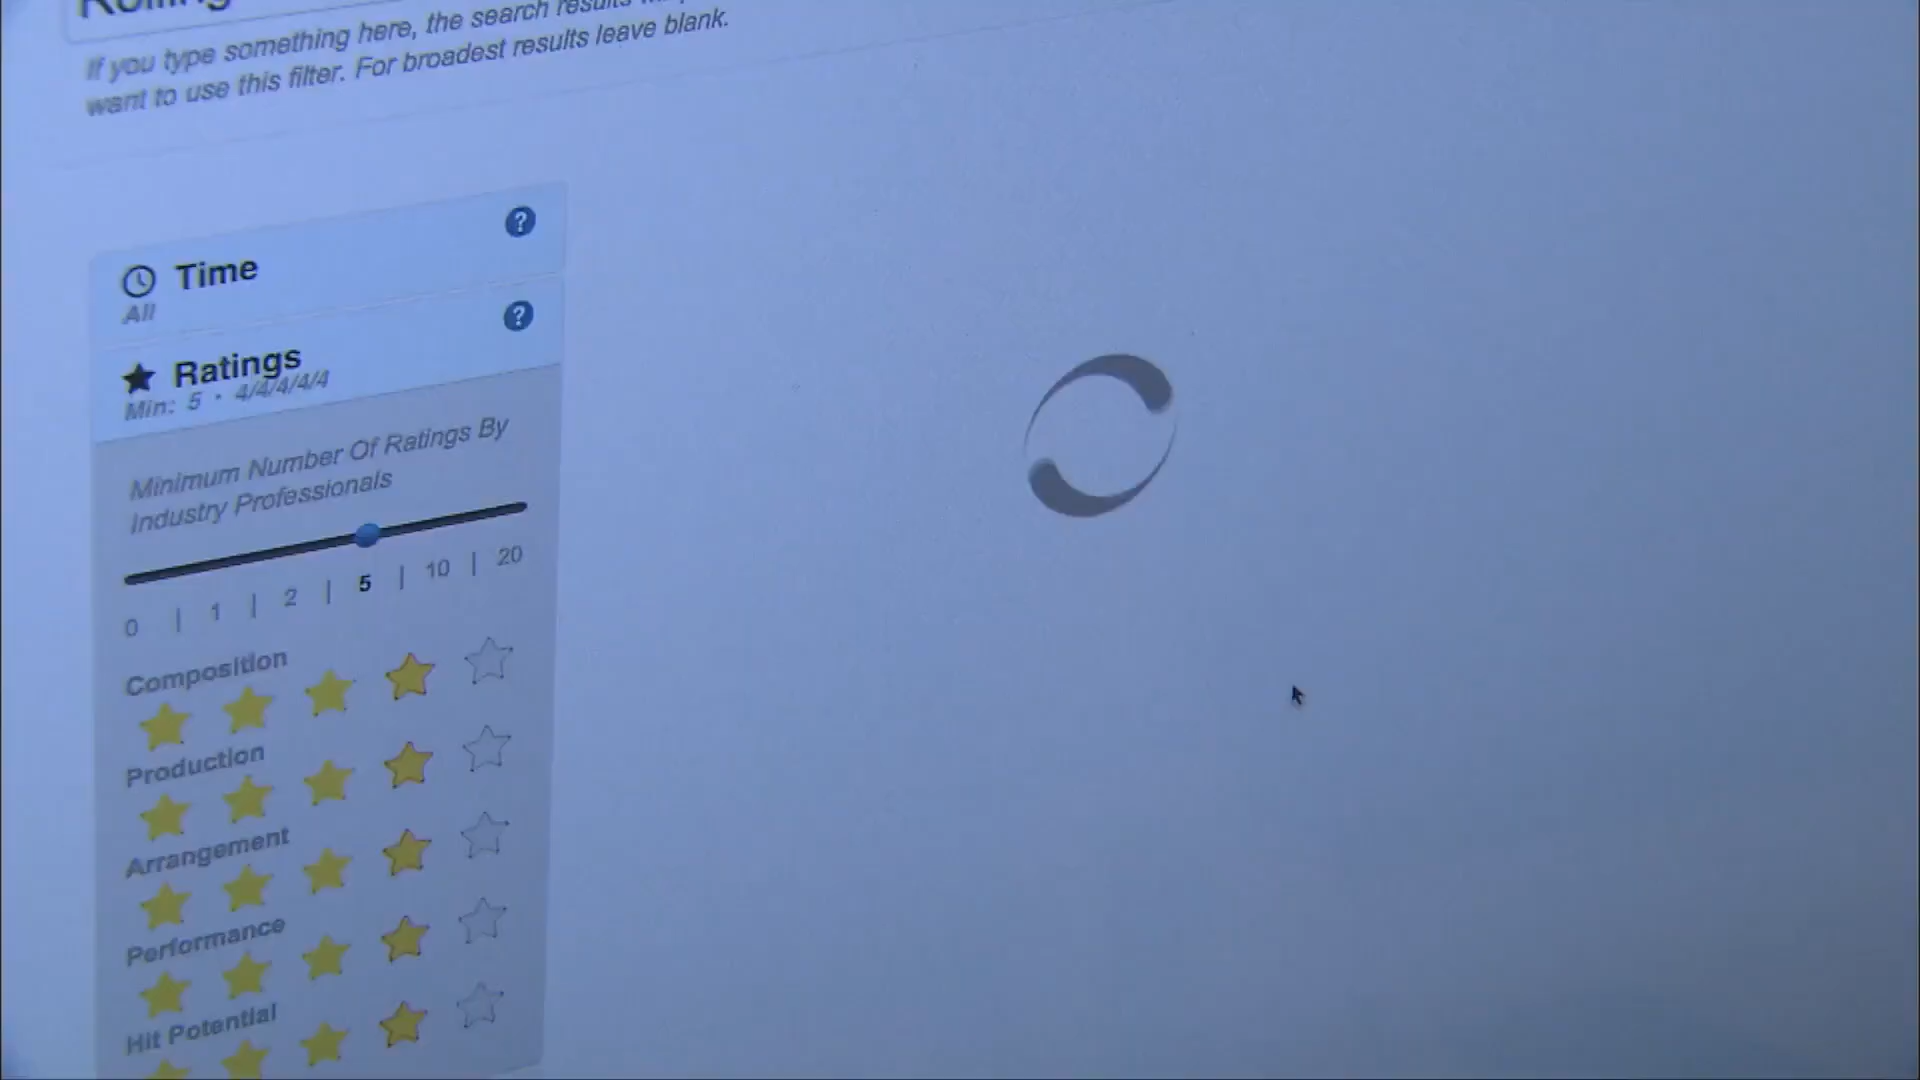 Rolling
If you type something here, the search results
want to use this filter. For broadest results leave blank.
?
Time
All
?
Ratings
Min: 5 · 4/4/4/4/4
Minimum Number Of Ratings By
Industry Professionals
0 | 1 | 2 | 5 | 10 | 20
Composition
Production
Arrangement
Performance
Hit Potential